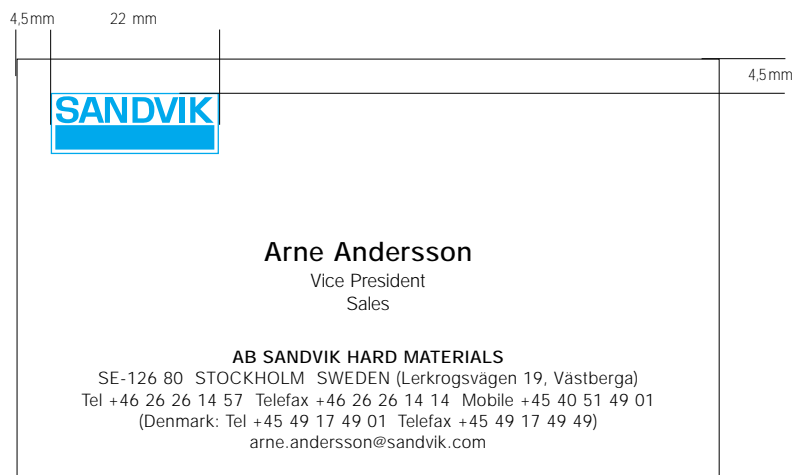 4,5mm 22 mm
4,5mm
SANDVIK
Arne Andersson
Vice President
Sales
AB SANDVIK HARD MATERIALS
SE-126 80 STOCKHOLM SWEDEN (Lerkrogsvägen 19, Västberga)
Tel +46 26 26 14 57 Telefax +46 26 26 14 14 Mobile +45 40 51 49 01
(Denmark: Tel +45 49 17 49 01 Telefax +45 49 17 49 49)
arne.andersson@sandvik.com